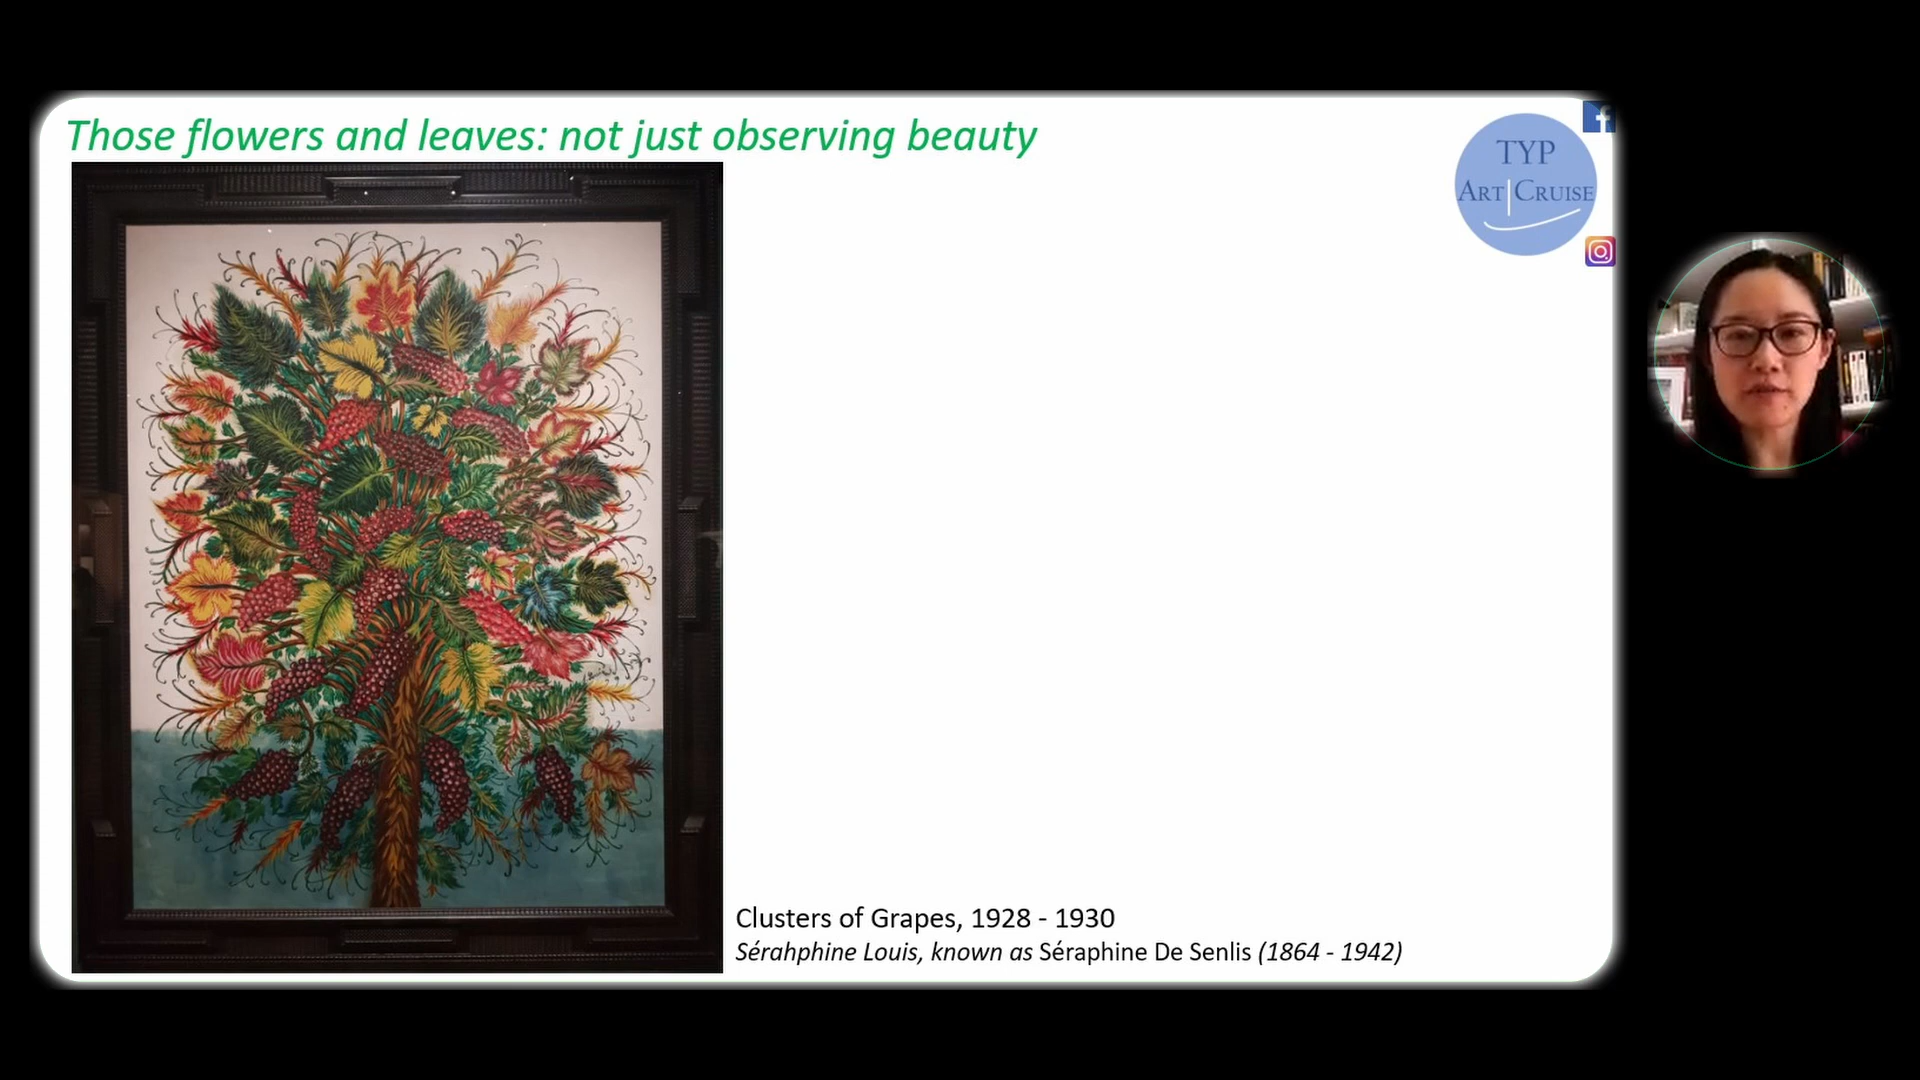 Those flowers and leaves: not just observing beauty
TYP
ART CRUISE
Clusters of Grapes, 1928 - 1930
Sérahphine Louis, known as Séraphine De Senlis (1864 - 1942)